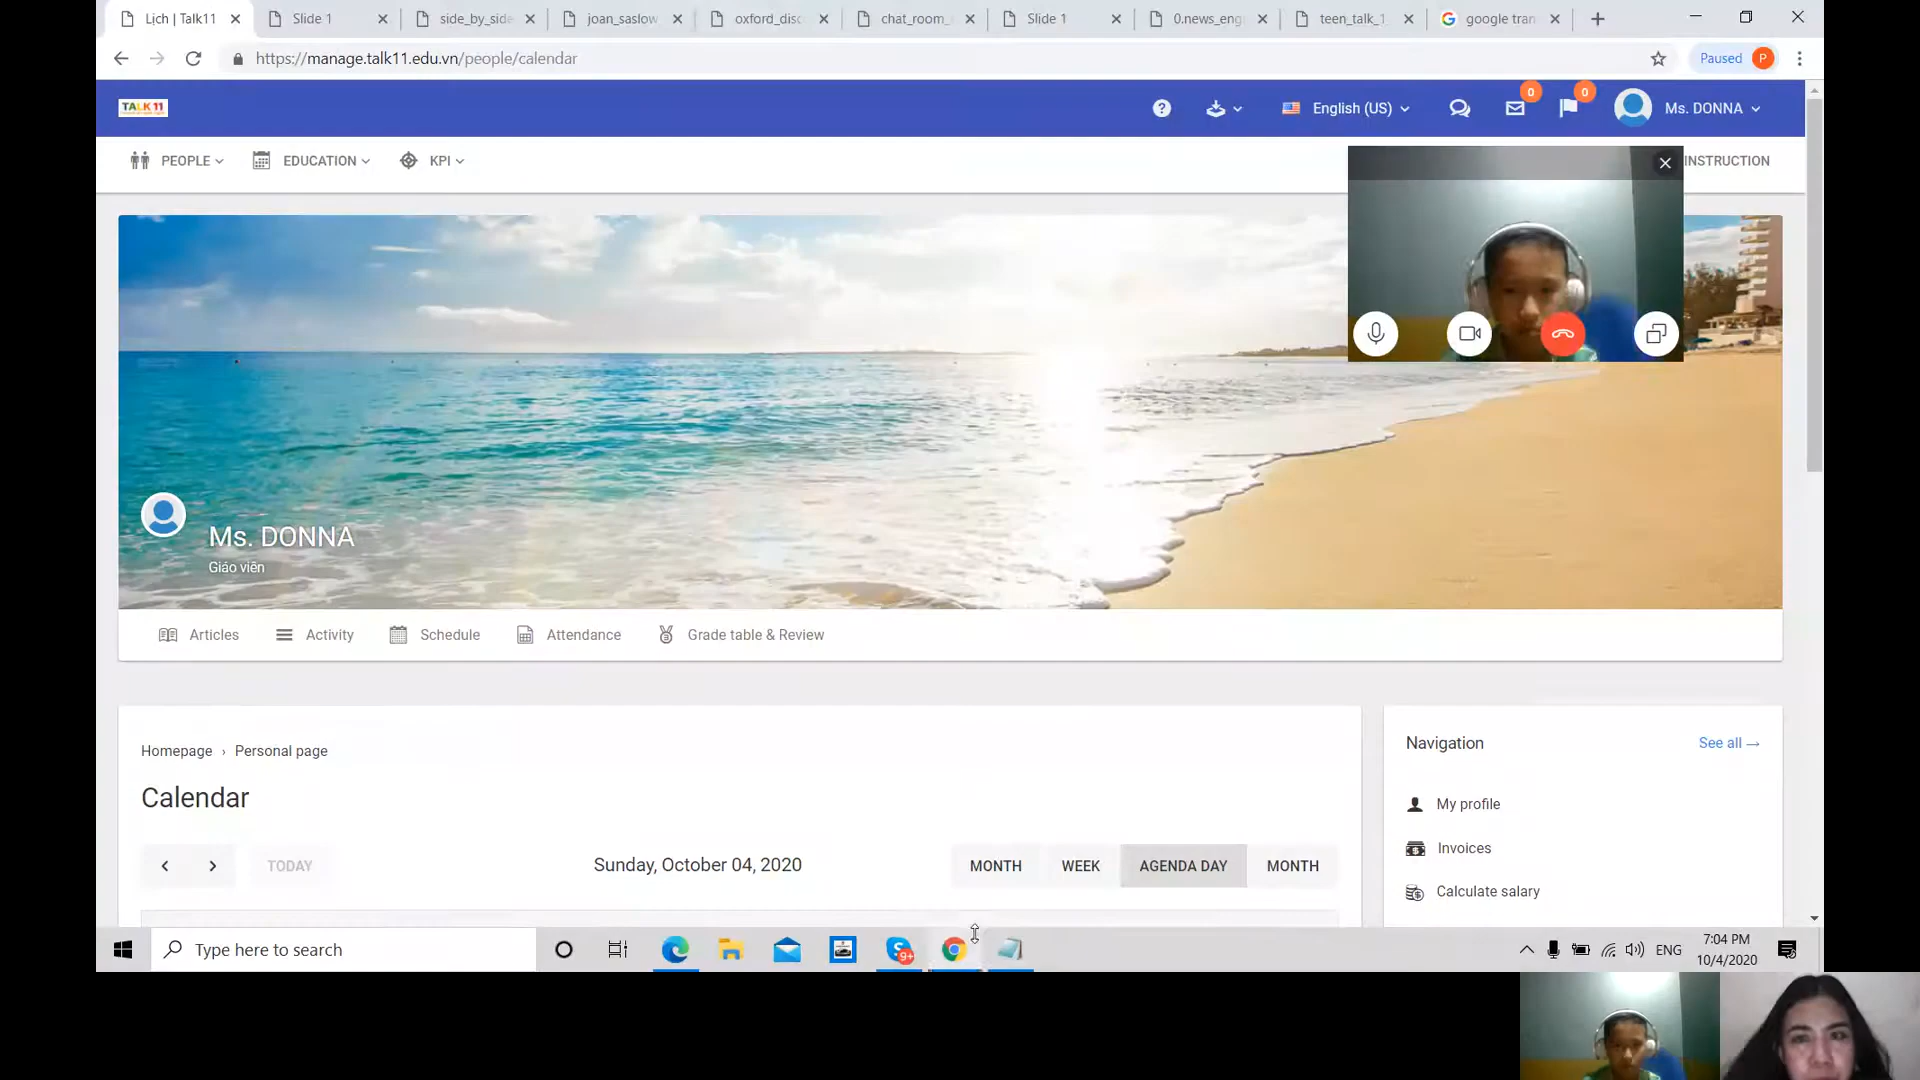 Lịch | Talk11
Slide 1
side_by_side
joan_saslow
oxford_disc
chat_room_
Slide 1
0.news_eng
teen_talk_1
google tran
https://manage.talk11.edu.vn/people/calendar
Paused
P
TALK 11
English (US)
0
0
Ms. DONNA
PEOPLE
EDUCATION
KPI
INSTRUCTION
Ms. DONNA
Giáo viên
Articles
Activity
Schedule
Attendance
Grade table & Review
Homepage › Personal page
Calendar
TODAY
Sunday, October 04, 2020
MONTH
WEEK
AGENDA DAY
MONTH
Navigation
See all →
My profile
Invoices
Calculate salary
Type here to search
9+
ENG
7:04 PM
10/4/2020